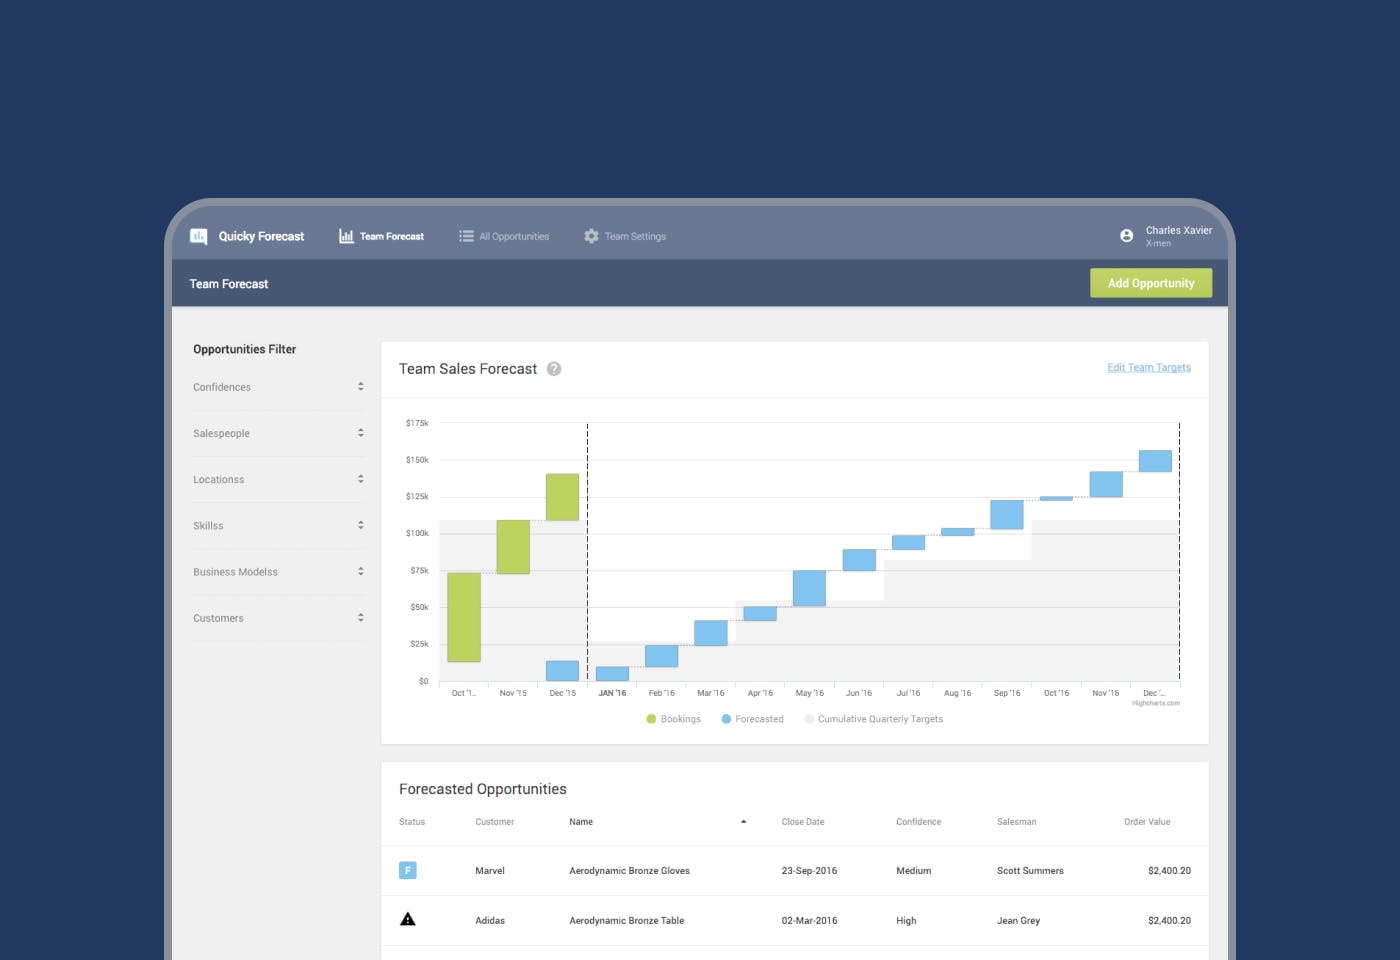 Quicky Forecast
Team Forecast
All Opportunities
Team Settings
Charles Xavier
X-men
Team Forecast
Add Opportunity
Opportunities Filter
Confidences
Salespeople
Locationss
Skillss
Business Modelss
Customers
Team Sales Forecast ?
Edit Team Targets
$175k
$150k
$125k
$100k
$75k
$50k
$25k
$0
Oct '1.. Nov '15 Dec '15 JAN '16 Feb '16 Mar '16 Apr '16 May '16 Jun '16 Jul '16 Aug '16 Sep '16 Oct '16 Nov '16 Dec '..
Highcharts.com
Bookings Forecasted Cumulative Quarterly Targets
Forecasted Opportunities
Status Customer Name Close Date Confidence Salesman Order Value
F Marvel Aerodynamic Bronze Gloves 23-Sep-2016 Medium Scott Summers $2,400.20
Adidas Aerodynamic Bronze Table 02-Mar-2016 High Jean Grey $2,400.20